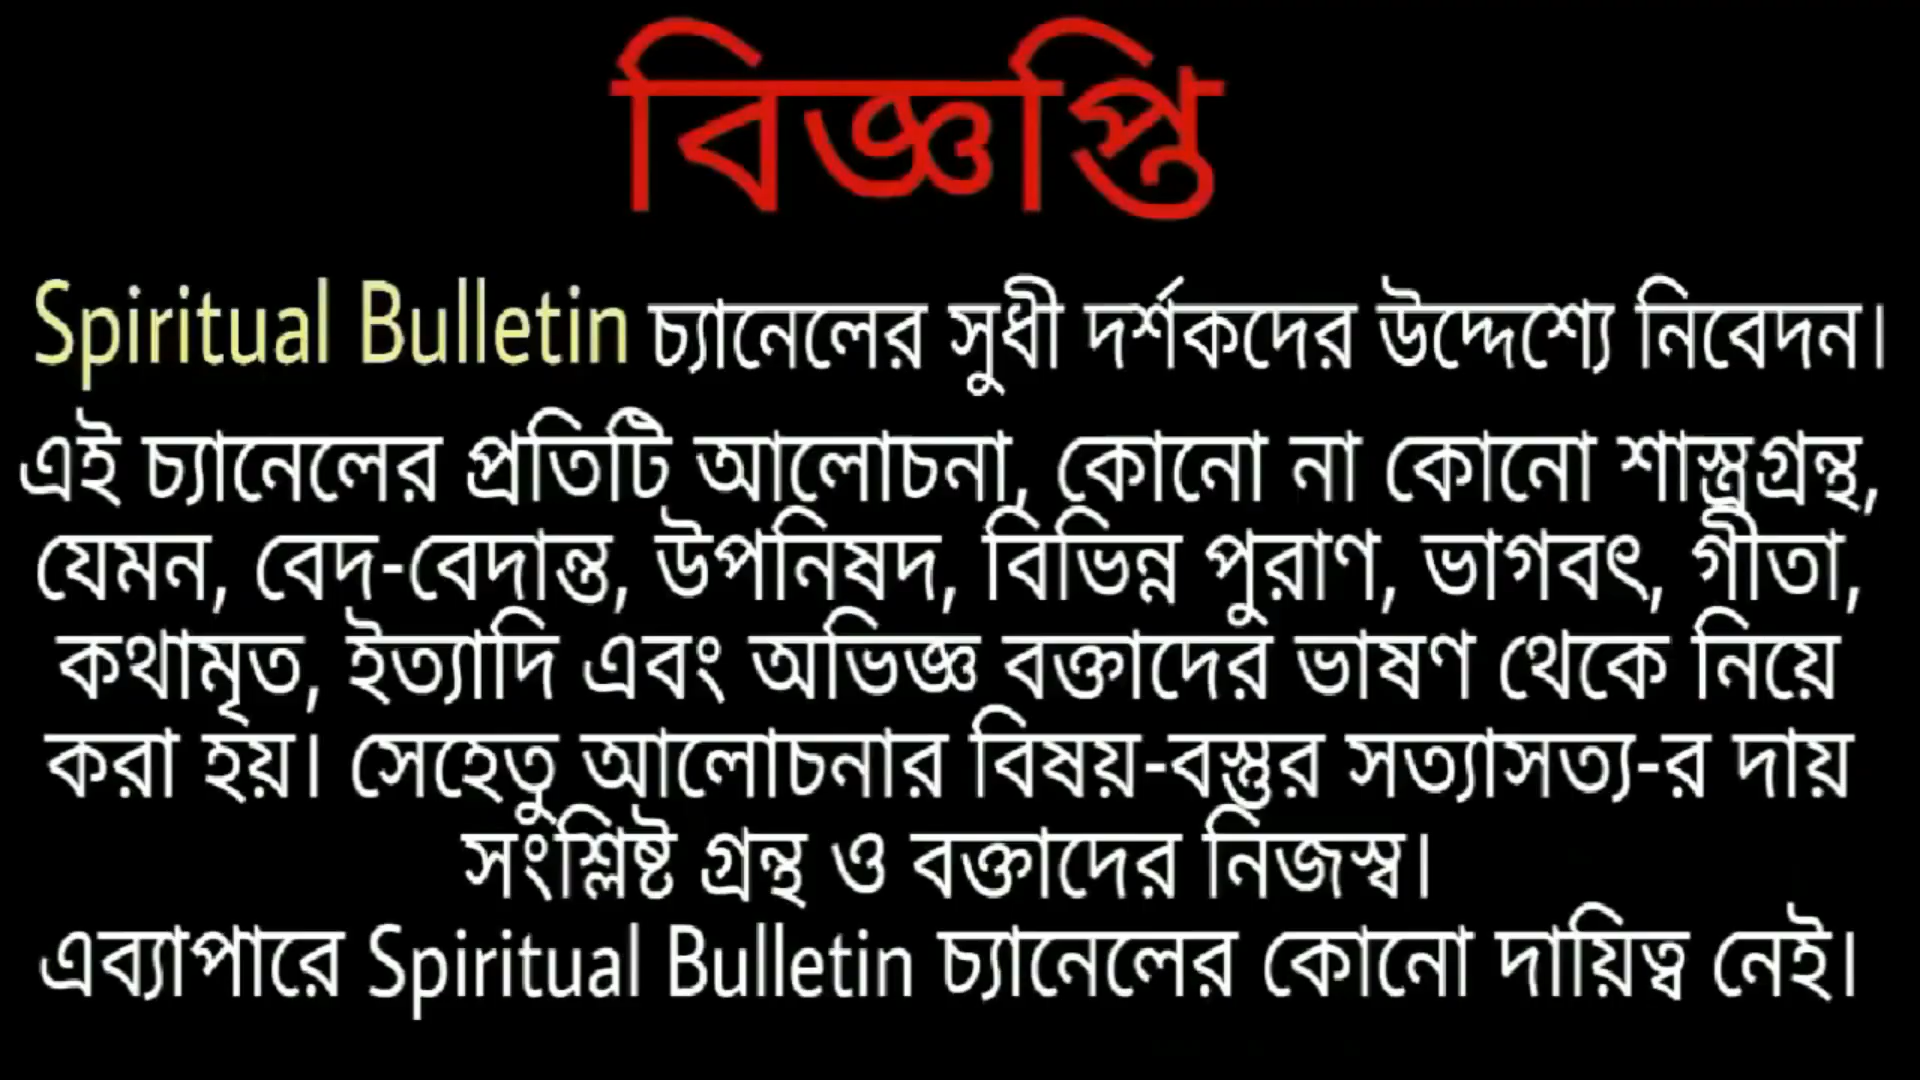 বিজ্ঞপ্তি
Spiritual Bulletin চ্যানেলের সুধী দর্শকদের উদ্দেশ্যে নিবেদন।
এই চ্যানেলের প্রতিটি আলোচনা, কোনো না কোনো শাস্ত্রগ্রন্থ,
যেমন, বেদ-বেদান্ত, উপনিষদ, বিভিন্ন পুরাণ, ভাগবৎ, গীতা,
কথামৃত, ইত্যাদি এবং অভিজ্ঞ বক্তাদের ভাষণ থেকে নিয়ে
করা হয়। সেহেতু আলোচনার বিষয়-বস্তুর সত্যাসত্য-র দায়
সংশ্লিষ্ট গ্রন্থ ও বক্তাদের নিজস্ব।
এব্যাপারে Spiritual Bulletin চ্যানেলের কোনো দায়িত্ব নেই।